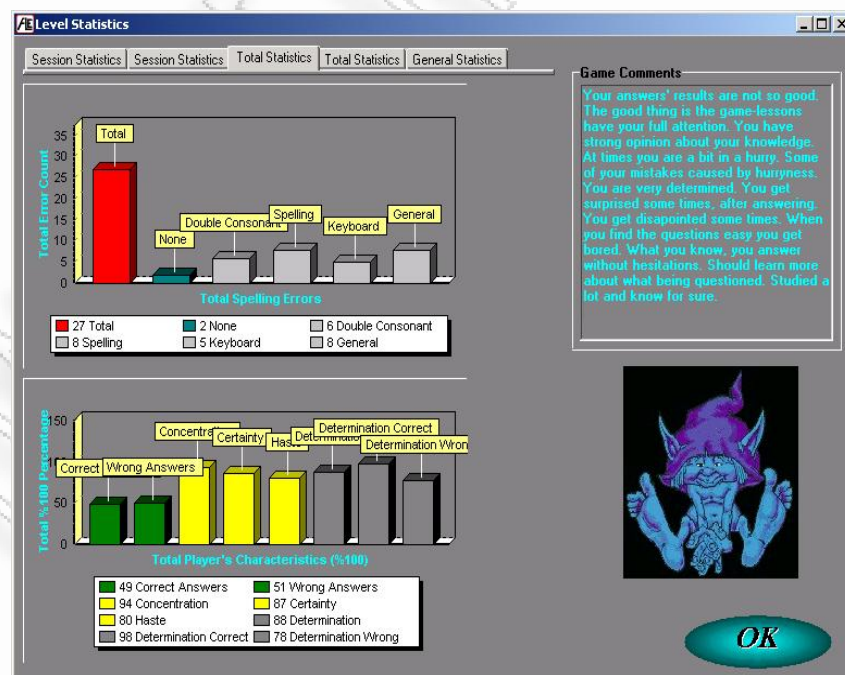 Level Statistics
Session Statistics Session Statistics Total Statistics Total Statistics General Statistics
Total
None
Double Consonant
Spelling
Keyboard
General
35
30
25
20
15
10
5
0
Total Error Count
Total Spelling Errors
27 Total 2 None 6 Double Consonant
8 Spelling 5 Keyboard 8 General
150
50
0
Total %100 Percentage
Correct
Wrong Answers
Concentrati
Certainty
Determination Correct
Determination Wron
Total Player's Characteristics (%100)
49 Correct Answers 51 Wrong Answers
94 Concentration 87 Certainty
80 Haste 88 Determination
98 Determination Correct 78 Determination Wrong
Game Comments
Your answers' results are not so good.
The good thing is the game-lessons
have your full attention. You have
strong opinion about your knowledge.
At times you are a bit in a hurry. Some
of your mistakes caused by hurryness.
You are very determined. You get
surprised some times, after answering.
You get disapointed some times. When
you find the questions easy you get
bored. What you know, you answer
without hesitations. Should learn more
about what being questioned. Studied a
lot and know for sure.
OK